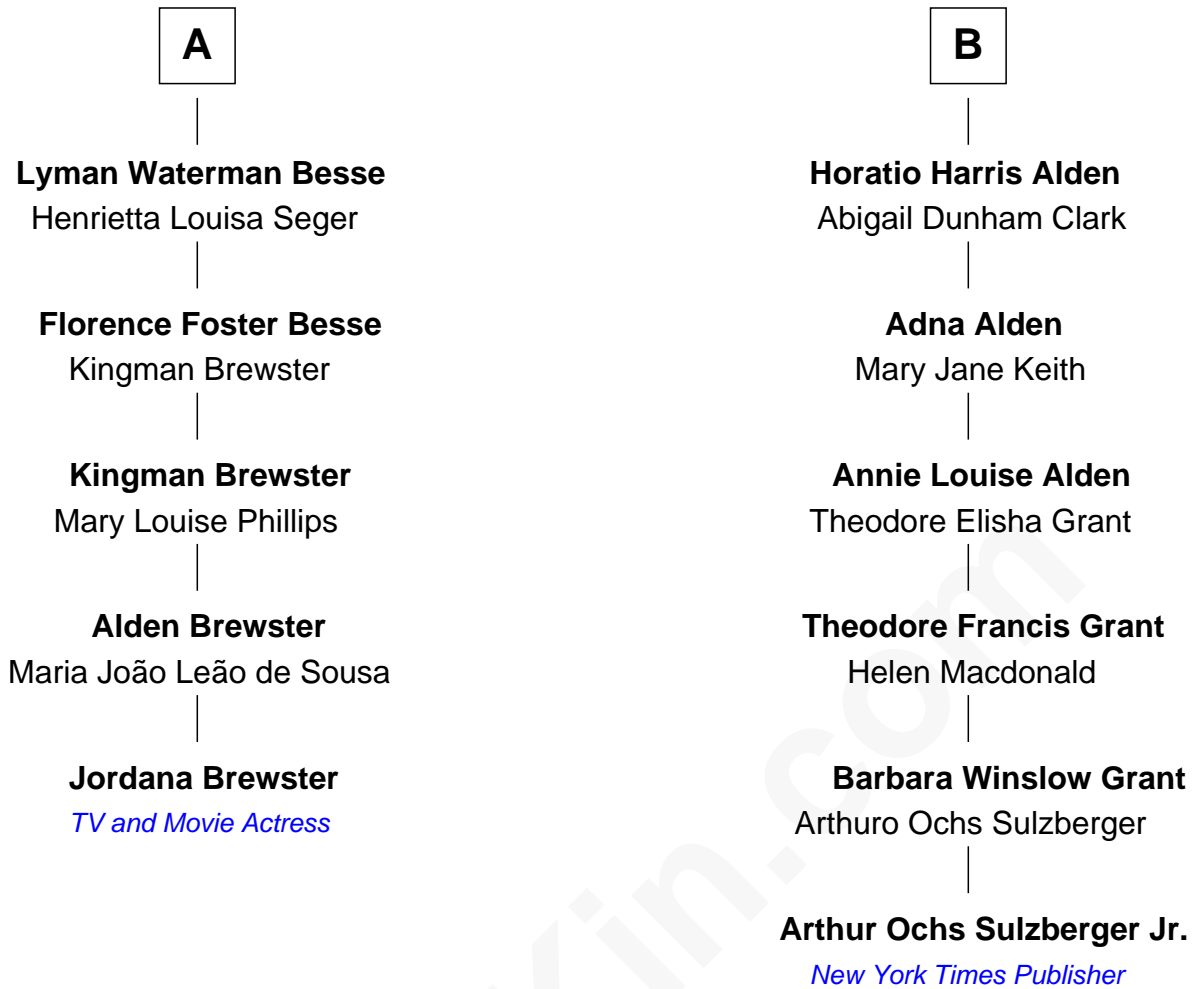 A
Lyman Waterman Besse
Henrietta Louisa Seger
Florence Foster Besse
Kingman Brewster
Kingman Brewster
Mary Louise Phillips
Alden Brewster
Maria João Leão de Sousa
Jordana Brewster
TV and Movie Actress
B
Horatio Harris Alden
Abigail Dunham Clark
Adna Alden
Mary Jane Keith
Annie Louise Alden
Theodore Elisha Grant
Theodore Francis Grant
Helen Macdonald
Barbara Winslow Grant
Arthuro Ochs Sulzberger
Arthur Ochs Sulzberger Jr.
New York Times Publisher